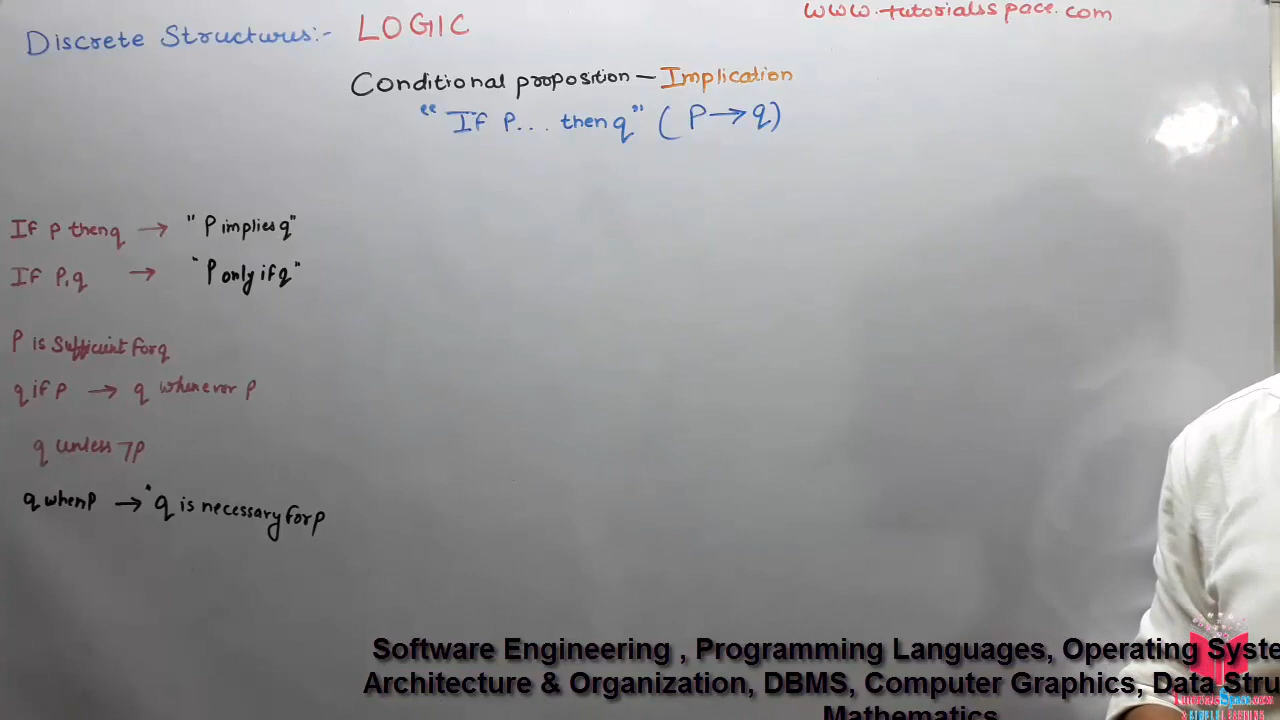 www.tutorialsspace.com
Discrete Structures:- LOGIC
Conditional proposition — Implication
"If P... then q" (P→q)
If p then q → "P implies q"
If P, q → "P only if q"
P is sufficient for q
q if p → q whenever p
q unless ¬p
q when P → "q is necessary for p
Software Engineering , Programming Languages, Operating Syste
Architecture & Organization, DBMS, Computer Graphics, Data-Stru
Mathematics